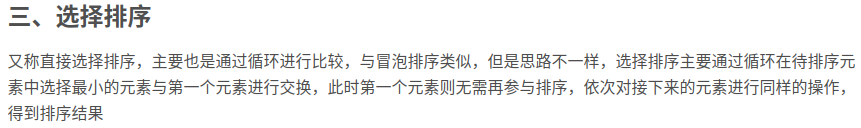 三、选择排序
又称直接选择排序，主要也是通过循环进行比较，与冒泡排序类似，但是思路不一样，选择排序主要通过循环在待排序元
素中选择最小的元素与第一个元素进行交换，此时第一个元素则无需再参与排序，依次对接下来的元素进行同样的操作，
得到排序结果